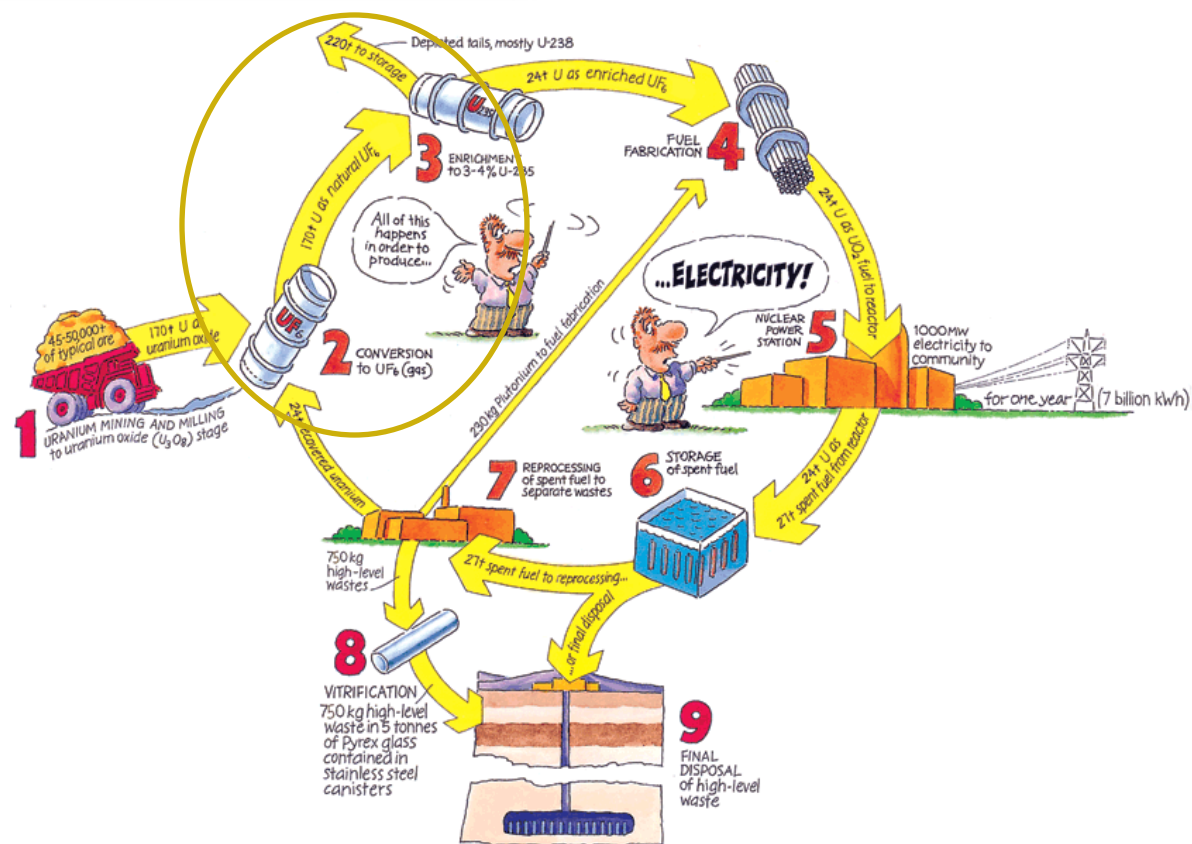 220t to storage
Depleted tails, mostly U-238
24t U as enriched UF₆
U235
3
ENRICHMENT
to 3-4% U-235
FUEL
FABRICATION
4
170t U as natural UF₆
All of this
happens
in order to
produce...
...ELECTRICITY!
24t U as UO₂ fuel to reactor
45-50,000t
of typical ore
170t U as
uranium oxide
UF₆
2
CONVERSION
to UF₆ (gas)
1
URANIUM MINING AND MILLING
to uranium oxide (U₃O₈) stage
NUCLEAR
POWER
STATION
5
1000MW
electricity to
community
for one year
(7 billion kWh)
230kg Plutonium to fuel fabrication
24t recovered uranium
24t U as
27t spent fuel from reactor
7
REPROCESSING
of spent fuel to
separate wastes
6
STORAGE
of spent fuel
750kg
high-level
wastes
27t spent fuel to reprocessing...
...or final disposal
8
VITRIFICATION
750kg high-level
waste in 5 tonnes
of Pyrex glass
contained in
stainless steel
canisters
9
FINAL
DISPOSAL
of high-level
waste